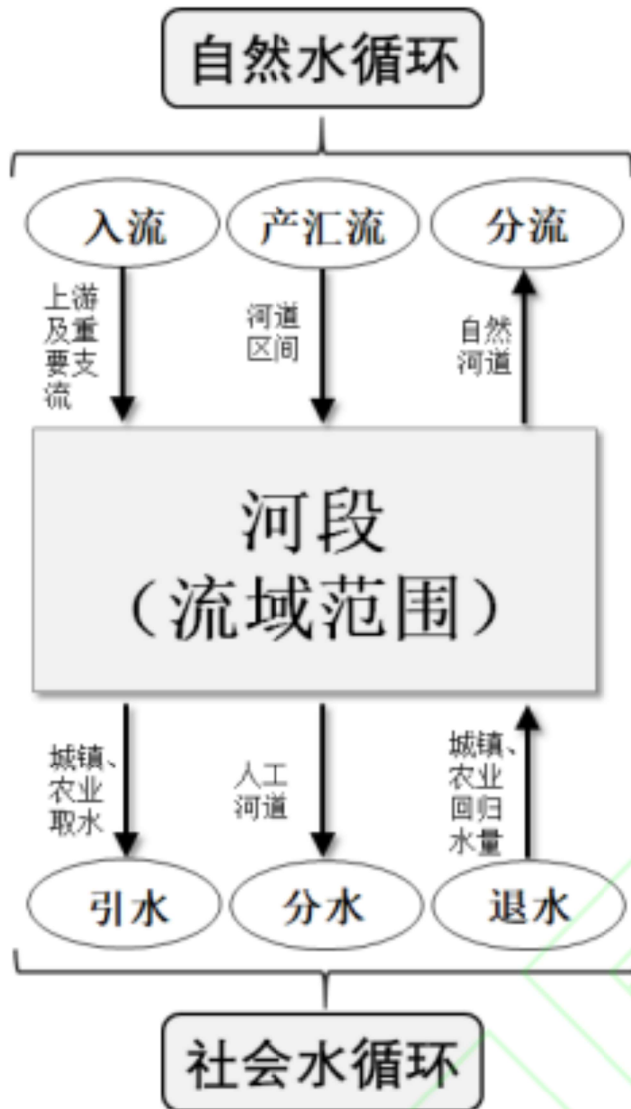 自然水循环
入流
产汇流
分流
上游
及重
要支
流
河道
区间
自然
河道
河段
（流域范围）
城镇、
农业
取水
人工
河道
城镇、
农业
回归
水量
引水
分水
退水
社会水循环